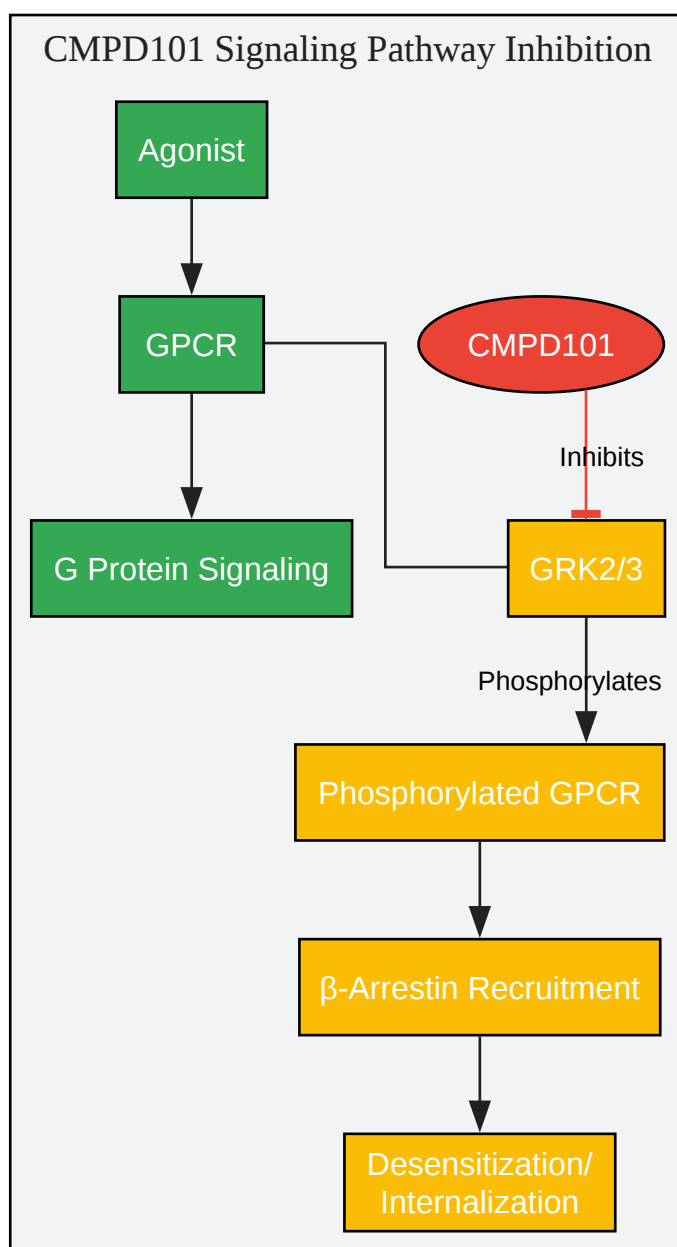 CMPD101 Signaling Pathway Inhibition
Agonist
GPCR
CMPD101
Inhibits
G Protein Signaling
GRK2/3
Phosphorylates
Phosphorylated GPCR
β-Arrestin Recruitment
Desensitization/
Internalization